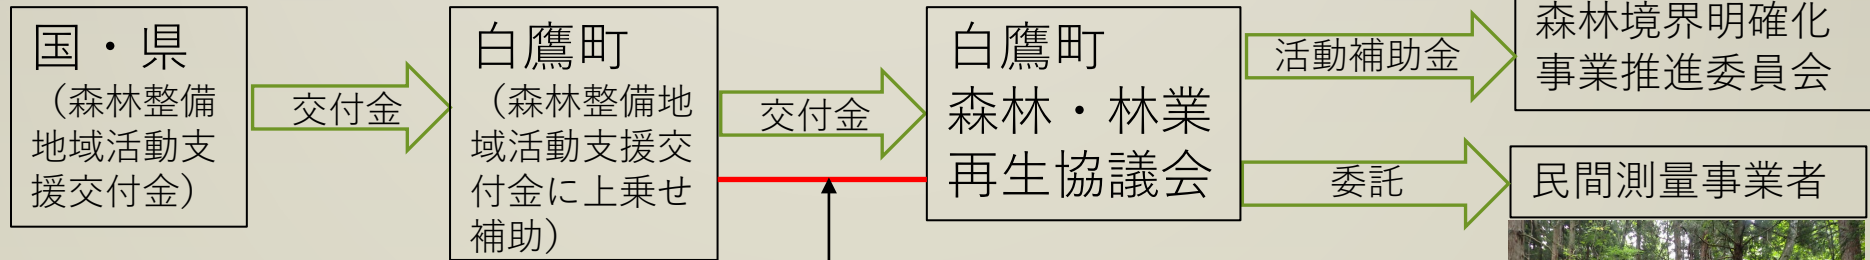 国・県
（森林整備
地域活動支
援交付金）
交付金
白鷹町
（森林整備地
域活動支援交
付金に上乗せ
補助）
交付金
白鷹町
森林・林業
再生協議会
活動補助金
森林境界明確化
事業推進委員会
委託
民間測量事業者